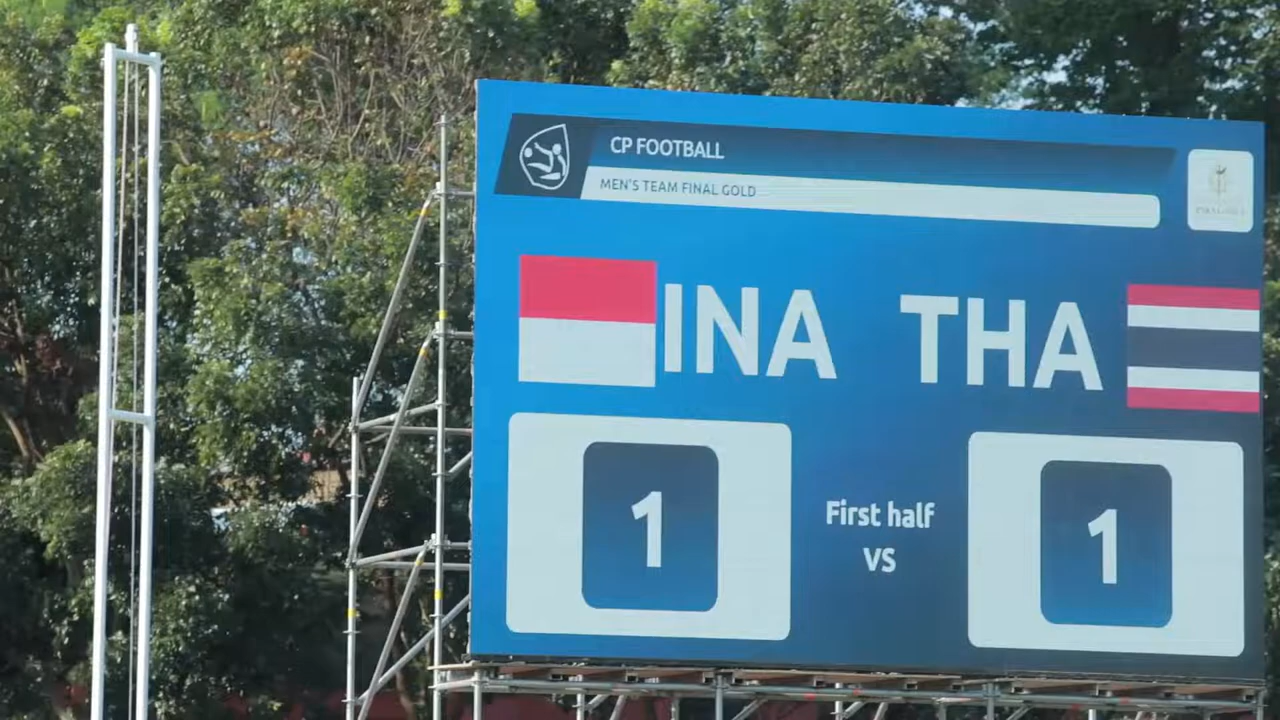 CP FOOTBALL
MEN'S TEAM FINAL GOLD
INA THA
1 First half 1
VS